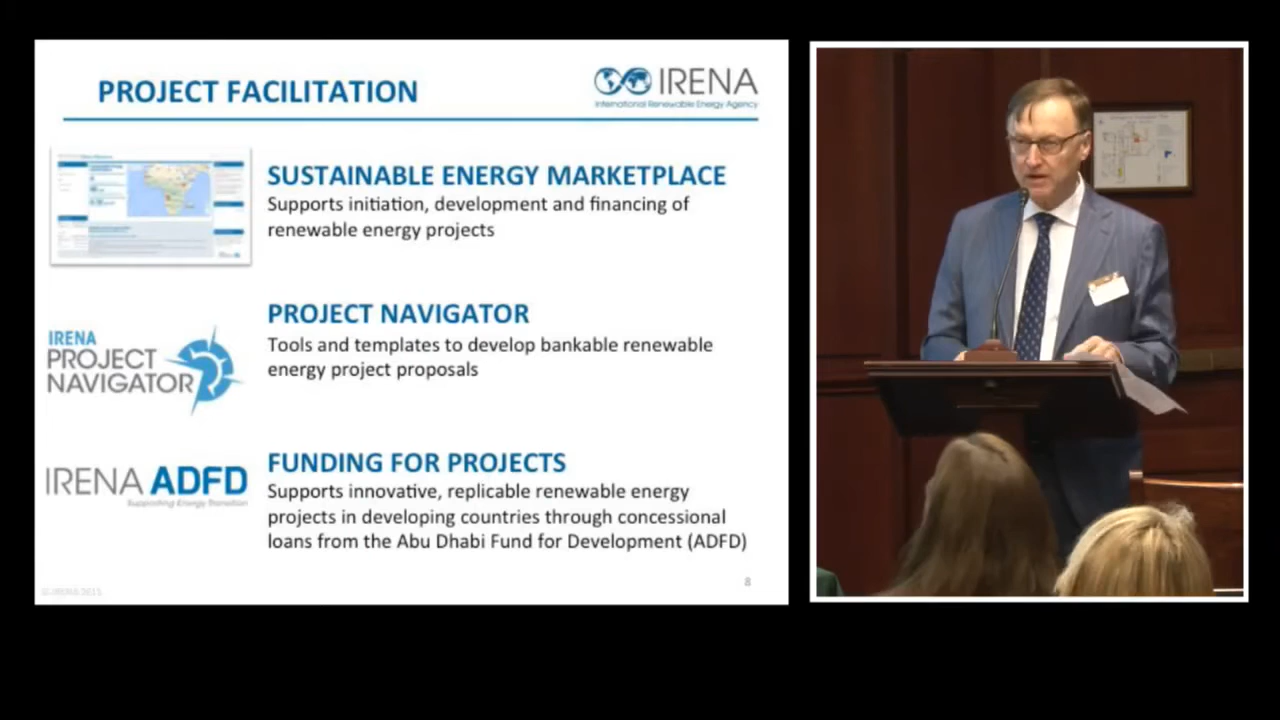 PROJECT FACILITATION
IRENA
International Renewable Energy Agency
SUSTAINABLE ENERGY MARKETPLACE
Supports initiation, development and financing of
renewable energy projects
IRENA
PROJECT
NAVIGATOR
PROJECT NAVIGATOR
Tools and templates to develop bankable renewable
energy project proposals
IRENA ADFD
Supporting Energy Transition
FUNDING FOR PROJECTS
Supports innovative, replicable renewable energy
projects in developing countries through concessional
loans from the Abu Dhabi Fund for Development (ADFD)
8